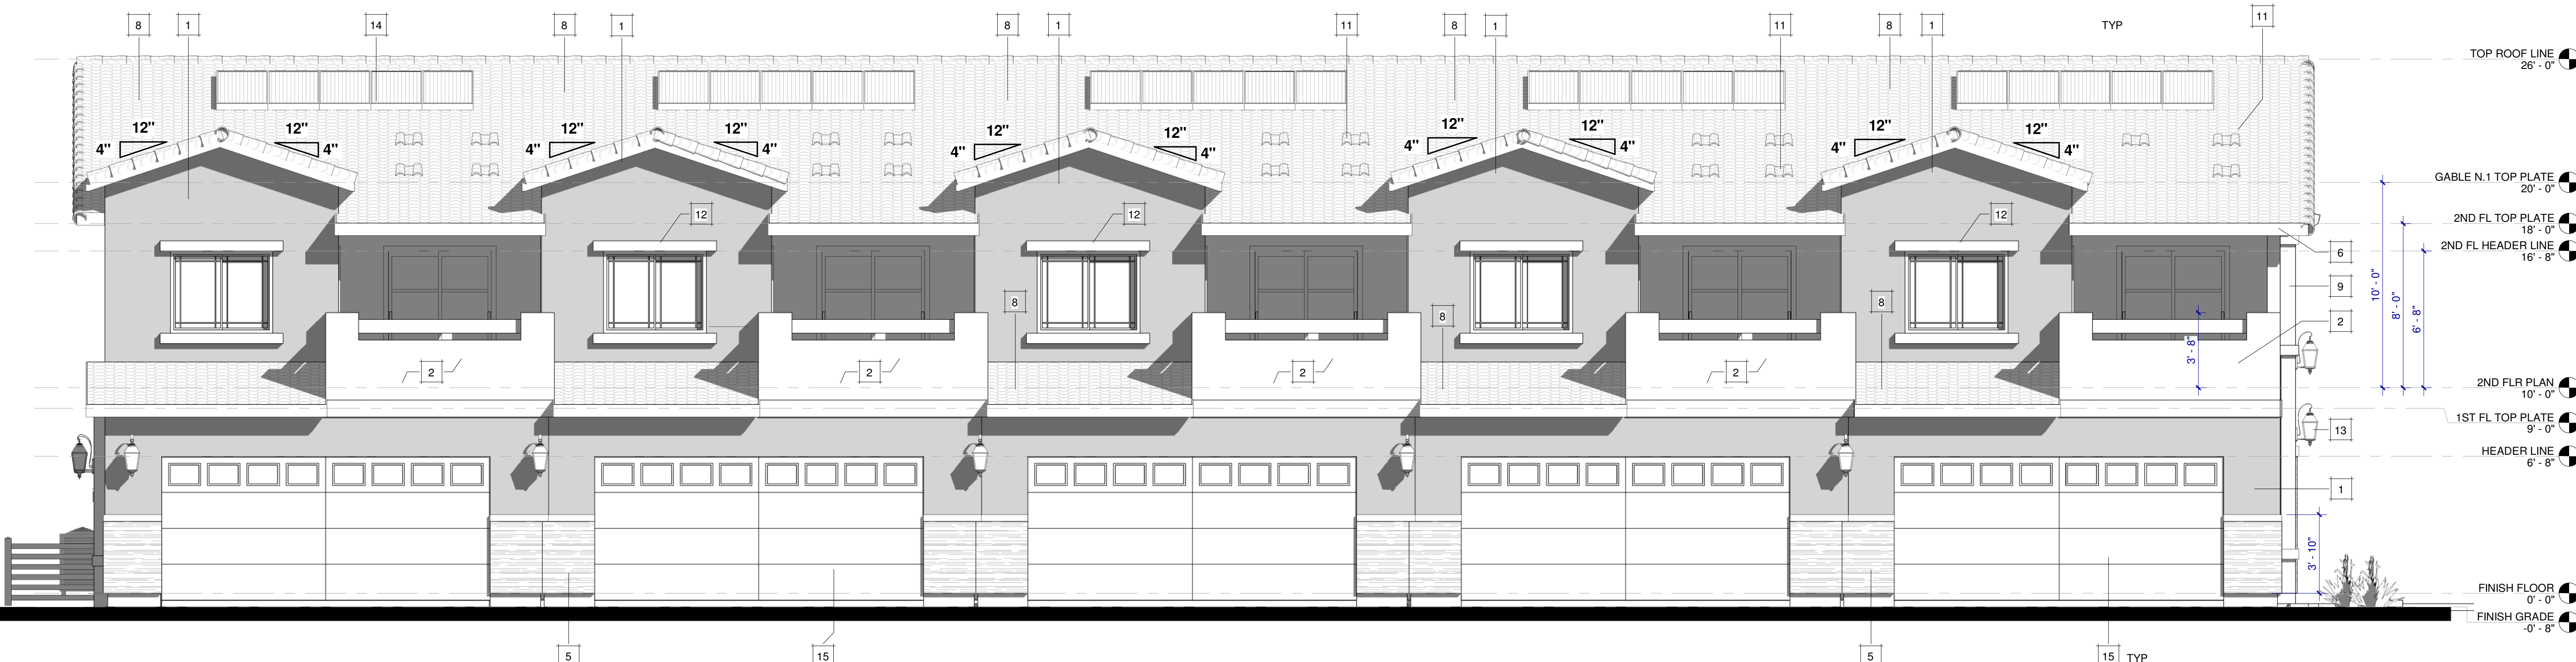 8 1 14 8 1 8 1 11 8 1 11 8 1 TYP 11
TOP ROOF LINE
26' - 0"
12" 12" 12" 12" 12" 12" 12" 12" 12" 12"
4" 4" 4" 4" 4" 4" 4" 4" 4" 4"
GABLE N.1 TOP PLATE
20' - 0"
12 12 12
2ND FL TOP PLATE
18' - 0"
2ND FL HEADER LINE
16' - 8"
6
9
10' - 0"
8' - 0"
6' - 8"
8 8 8
2
3' - 8"
2 2 2 2
2ND FLR PLAN
10' - 0"
1ST FL TOP PLATE
9' - 0"
13
HEADER LINE
6' - 8"
1
3' - 10"
FINISH FLOOR
0' - 0"
FINISH GRADE
-0' - 8"
5 15 5 15 TYP